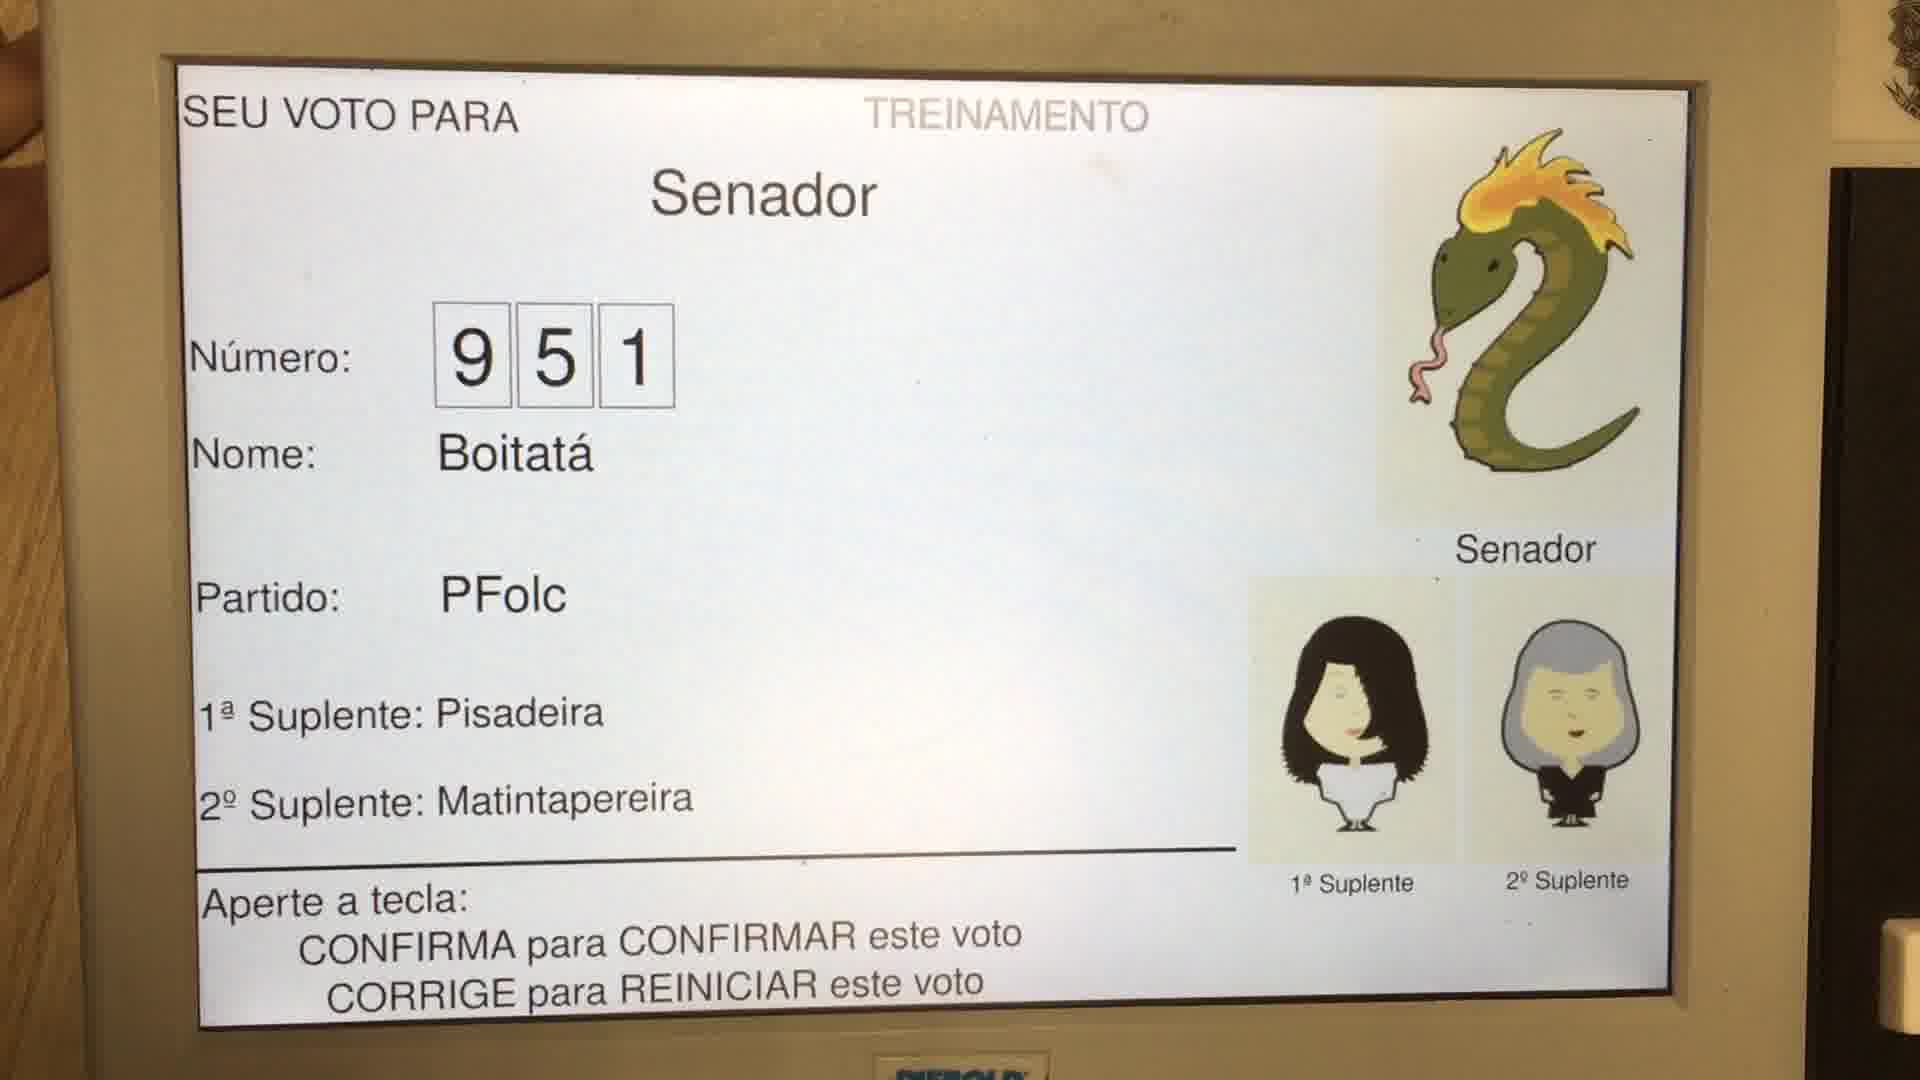 SEU VOTO PARA
TREINAMENTO
Senador
Número: 9 5 1
Nome: Boitatá
Partido: PFolc
1ª Suplente: Pisadeira
2º Suplente: Matintapereira
Senador
1ª Suplente
2º Suplente
Aperte a tecla:
CONFIRMA para CONFIRMAR este voto
CORRIGE para REINICIAR este voto